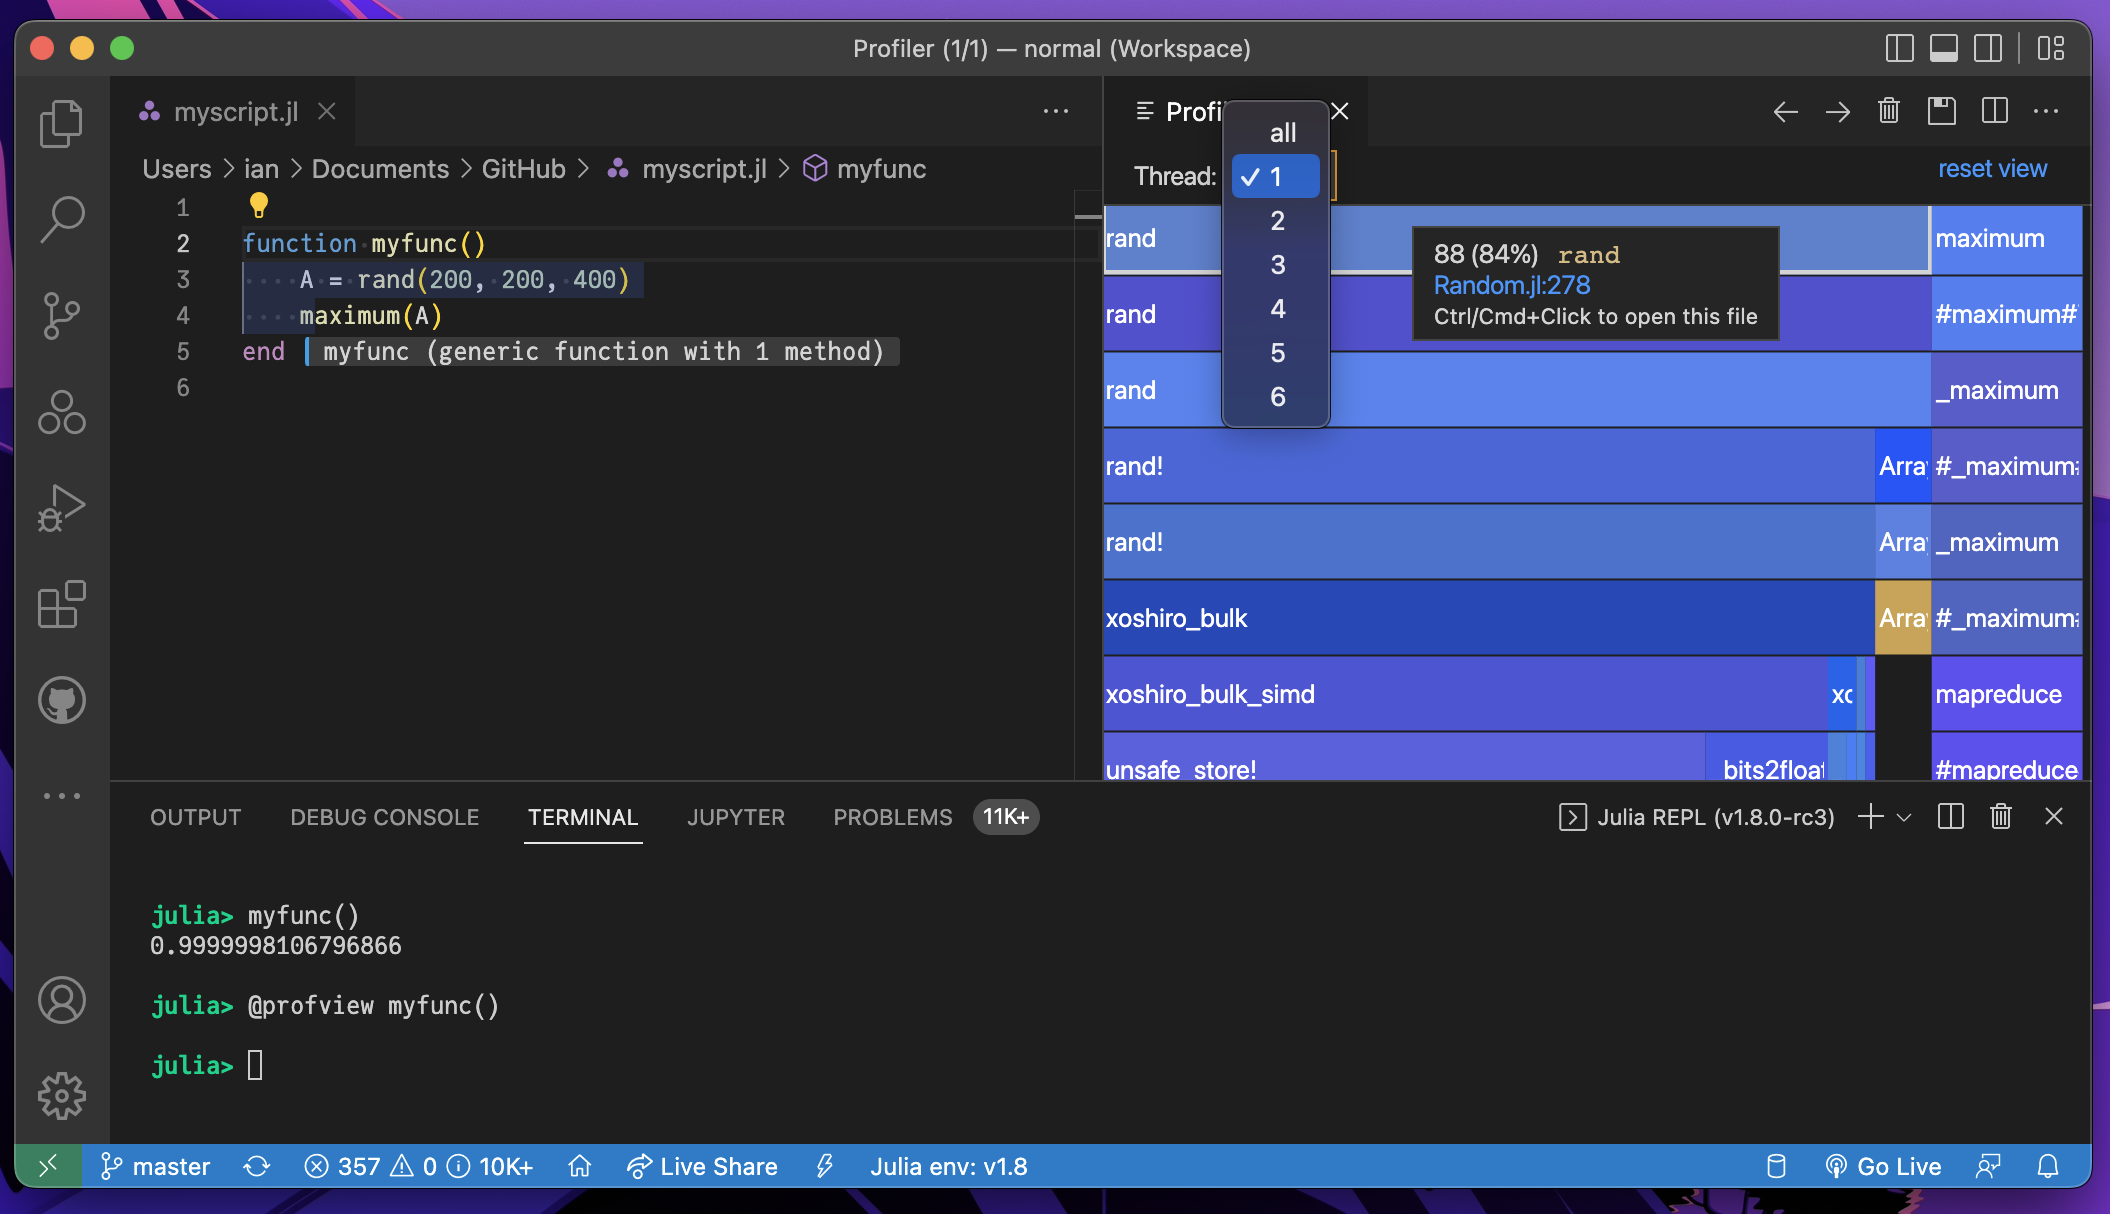 Profiler (1/1) — normal (Workspace)
myscript.jl
Profi
Users > ian > Documents > GitHub > myscript.jl > myfunc
1
2 function myfunc()
3 A = rand(200, 200, 400)
4 maximum(A)
5 end myfunc (generic function with 1 method)
6
Thread:
all
✓ 1
2
3
4
5
6
reset view
rand maximum
88 (84%) rand
Random.jl:278
Ctrl/Cmd+Click to open this file
rand #maximum#
rand _maximum
rand! Arra #_maximum#
rand! Arra _maximum
xoshiro_bulk Arra #_maximum#
xoshiro_bulk_simd xo mapreduce
unsafe_store! bits2float #mapreduce
OUTPUT DEBUG CONSOLE TERMINAL JUPYTER PROBLEMS 11K+
Julia REPL (v1.8.0-rc3)
julia> myfunc()
0.9999998106796866
julia> @profview myfunc()
julia>
master 357 0 10K+ Live Share Julia env: v1.8 Go Live